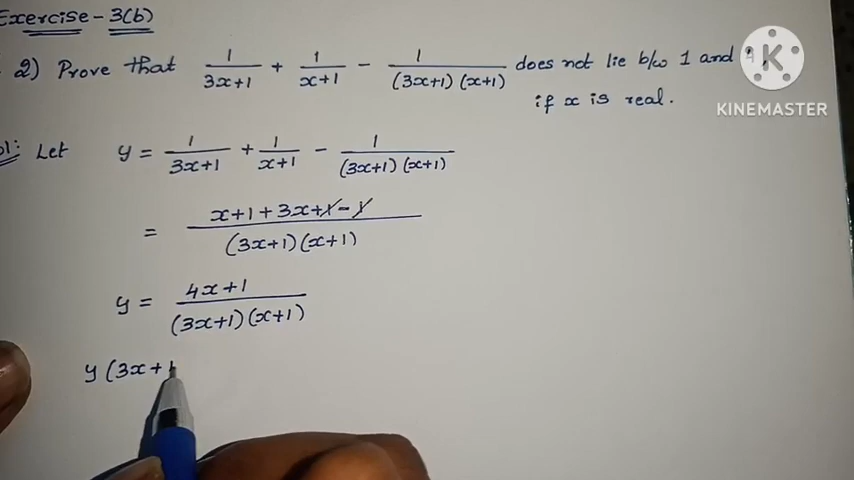 Exercise - 3(b)
2) Prove that 1/(3x+1) + 1/(x+1) - 1/((3x+1)(x+1)) does not lie b/w 1 and
if x is real.
KINEMASTER
Let y = 1/(3x+1) + 1/(x+1) - 1/((3x+1)(x+1))
= (x+1+3x+1-1)/((3x+1)(x+1))
y = (4x+1)/((3x+1)(x+1))
y (3x+1